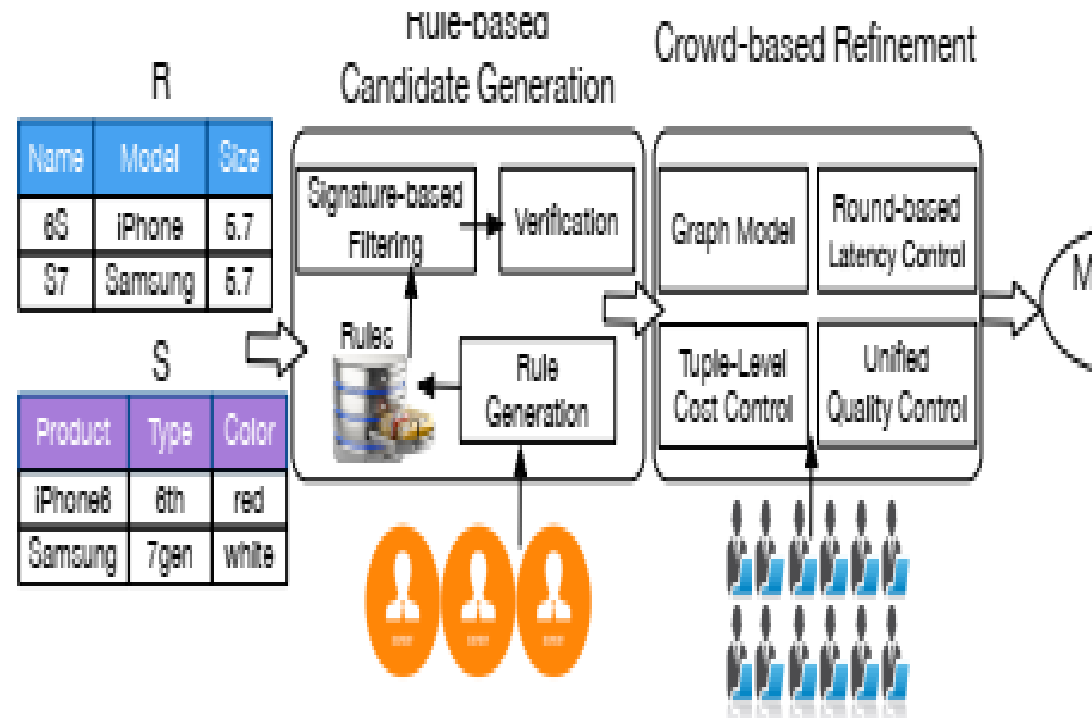 Rule-based
Candidate Generation
Crowd-based Refinement
R
Name Model Size
6S iPhone 5.7
S7 Samsung 5.7
S
Product Type Color
iPhone6 6th red
Samsung 7gen white
Signature-based
Filtering
Verification
Rules
Rule
Generation
Graph Model
Round-based
Latency Control
Tuple-Level
Cost Control
Unified
Quality Control
M